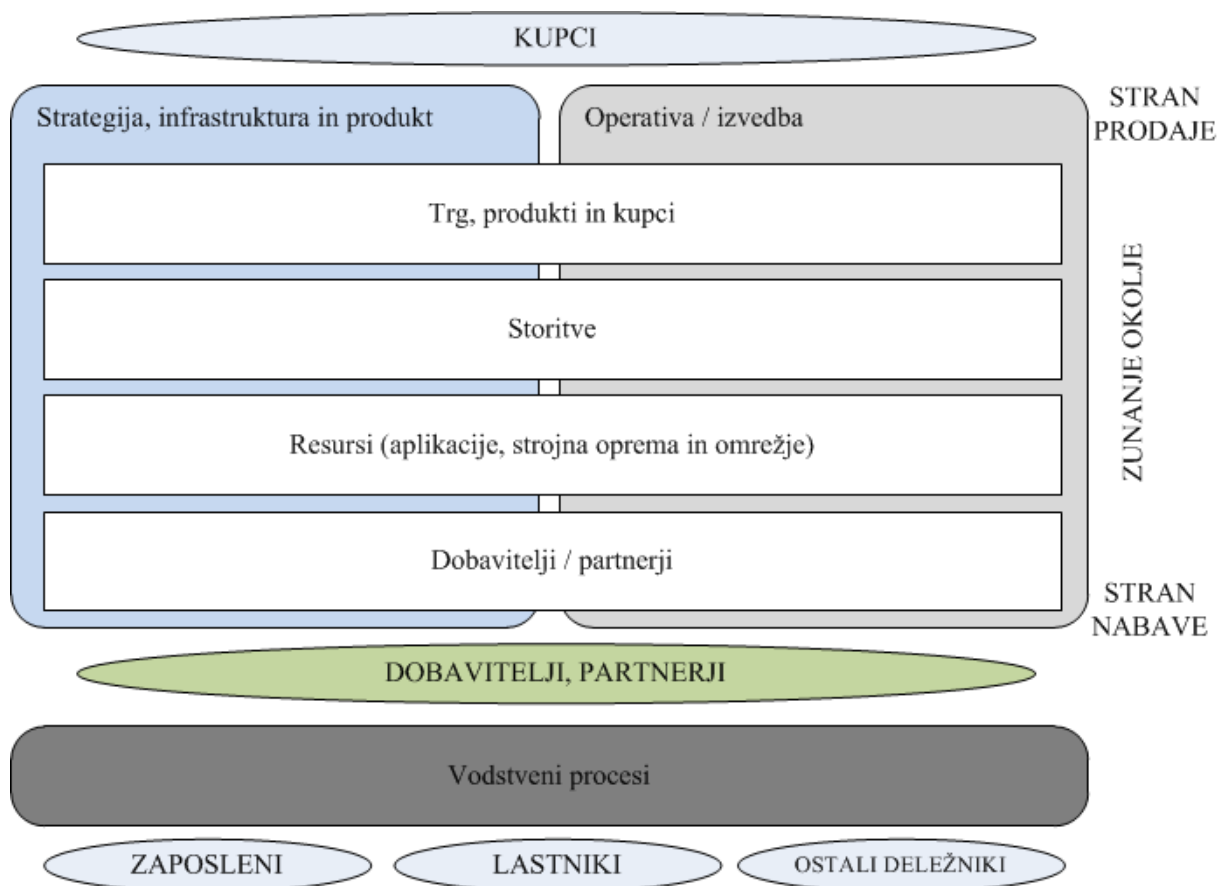 KUPCI
Strategija, infrastruktura in produkt
Operativa / izvedba
STRAN
PRODAJE
Trg, produkti in kupci
Storitve
ZUNANJE OKOLJE
Resursi (aplikacije, strojna oprema in omrežje)
Dobavitelji / partnerji
STRAN
NABAVE
DOBAVITELJI, PARTNERJI
Vodstveni procesi
ZAPOSLENI
LASTNIKI
OSTALI DELEŽNIKI